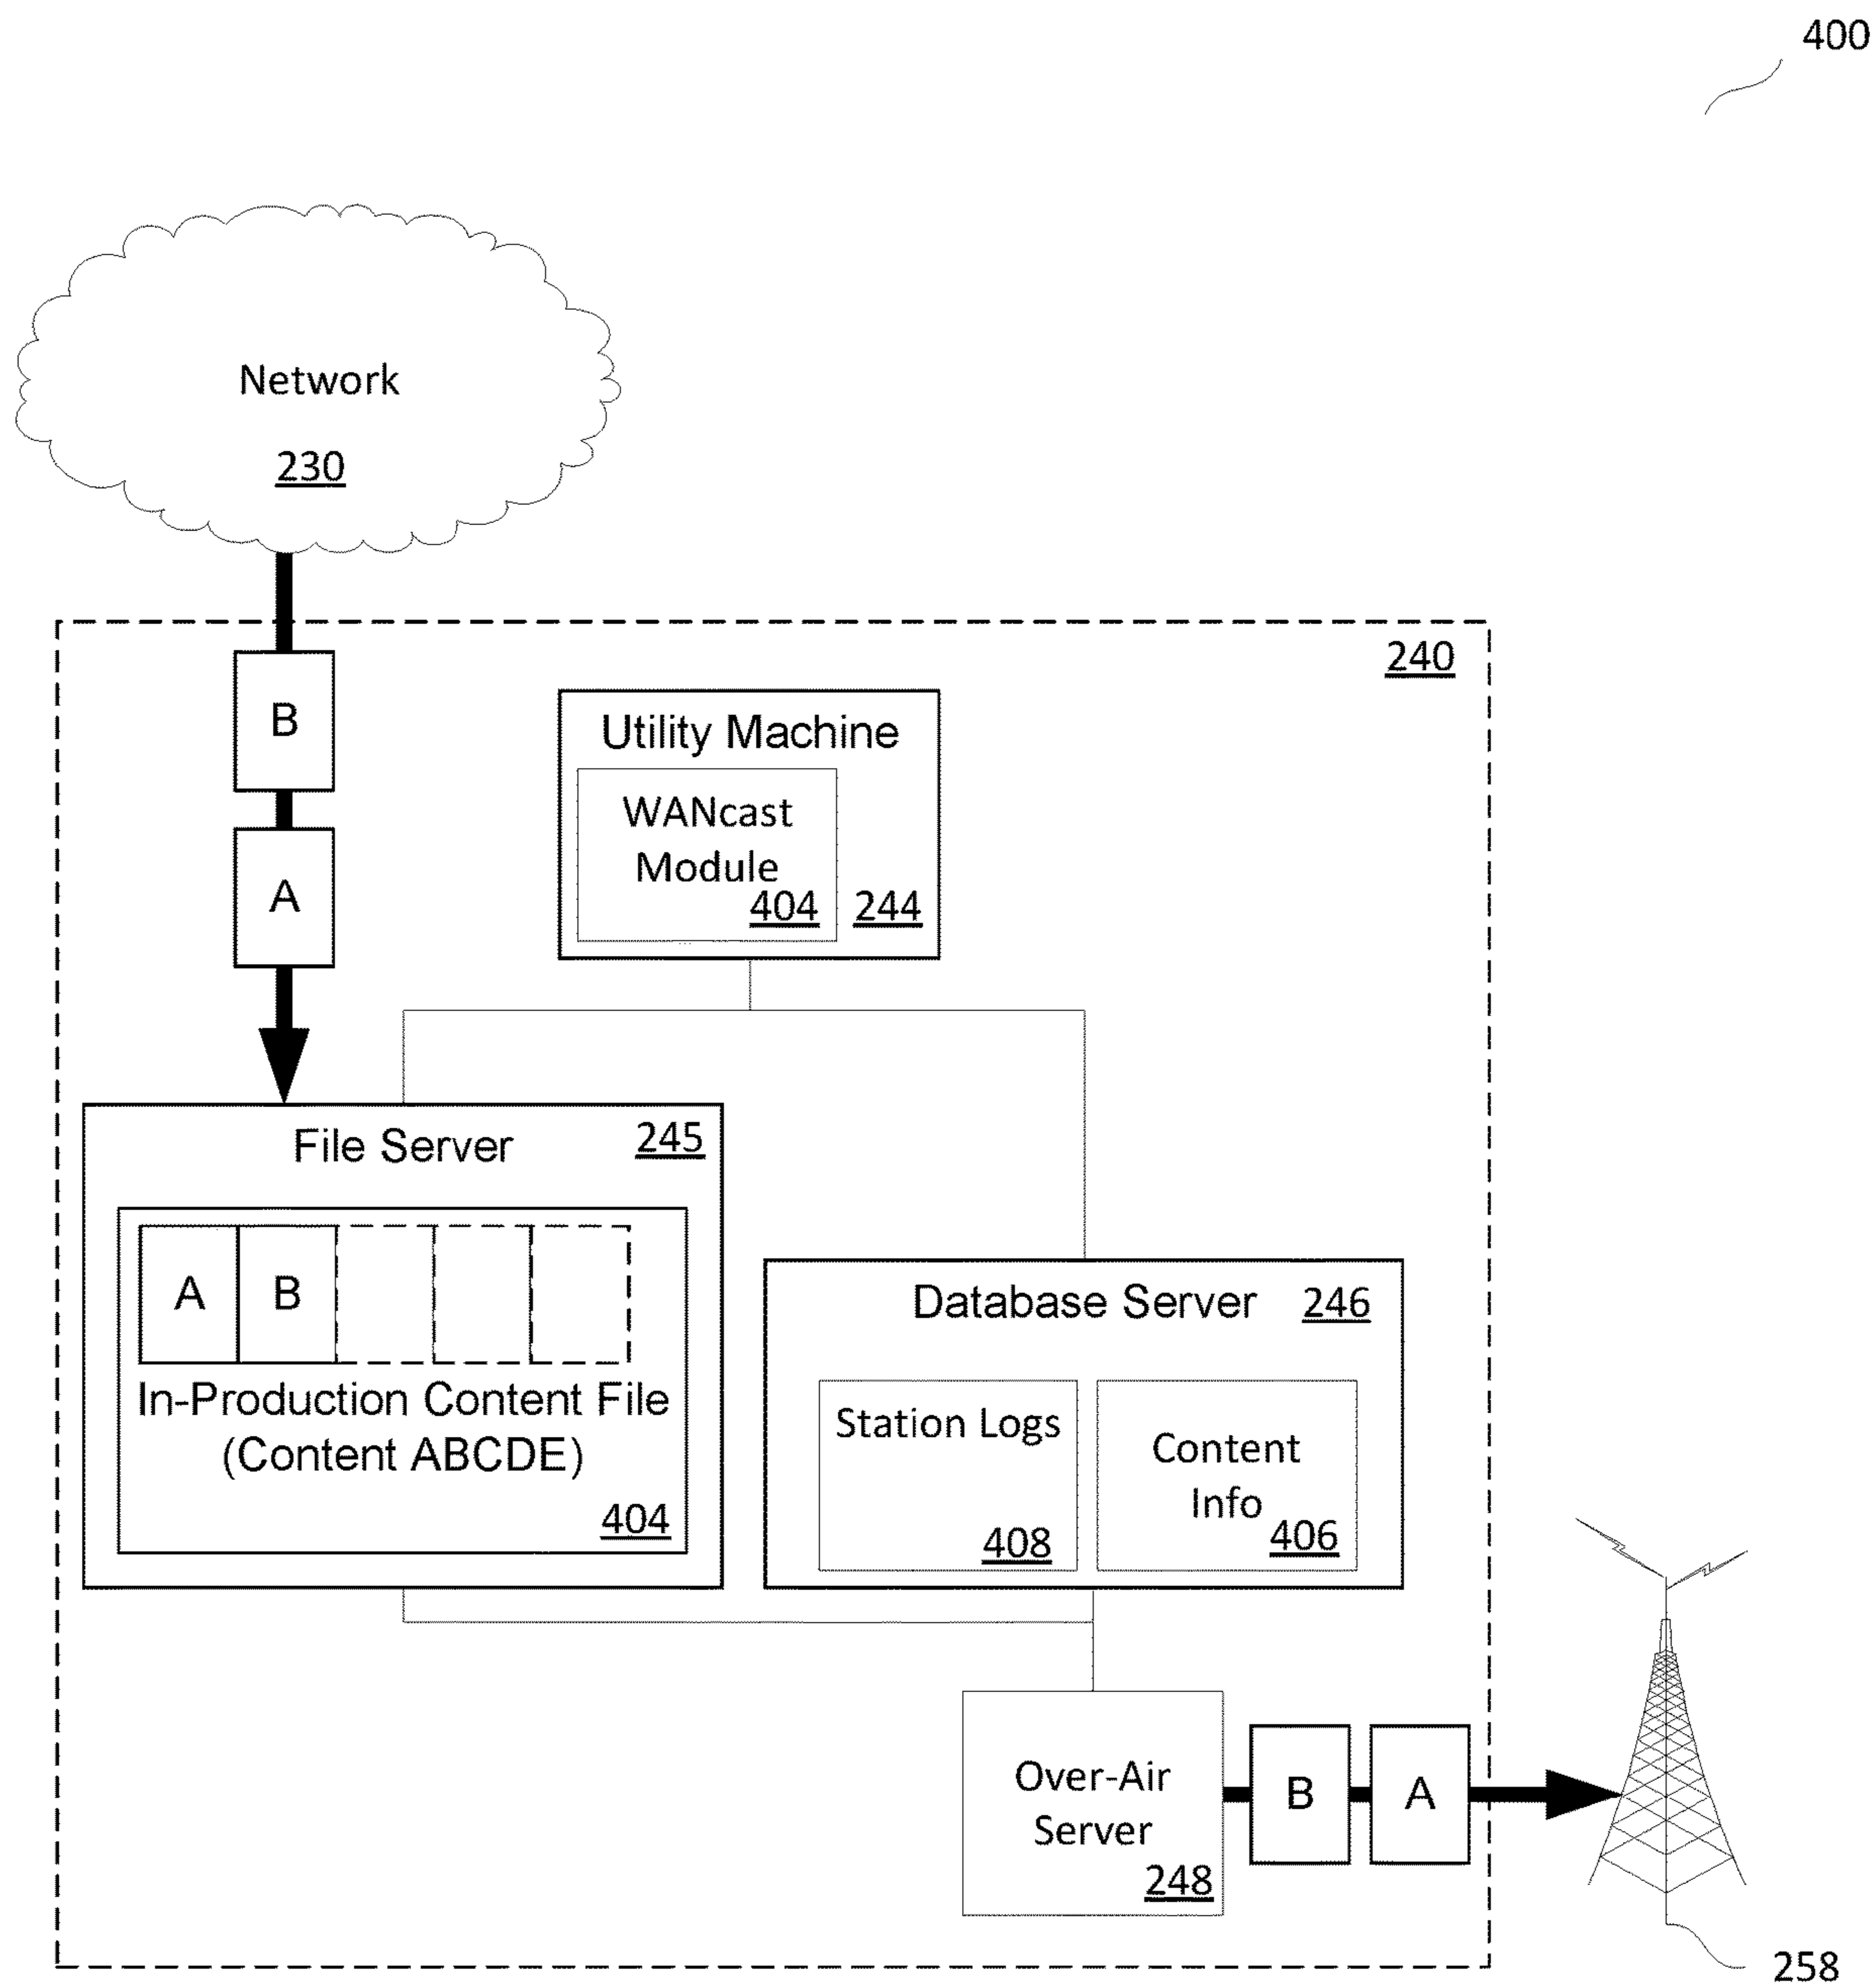 400
Network
230
240
B
A
Utility Machine
WANcast
Module
404
244
File Server
245
A
B
In-Production Content File
(Content ABCDE)
404
Database Server
246
Station Logs
408
Content
Info
406
Over-Air
Server
248
B
A
258